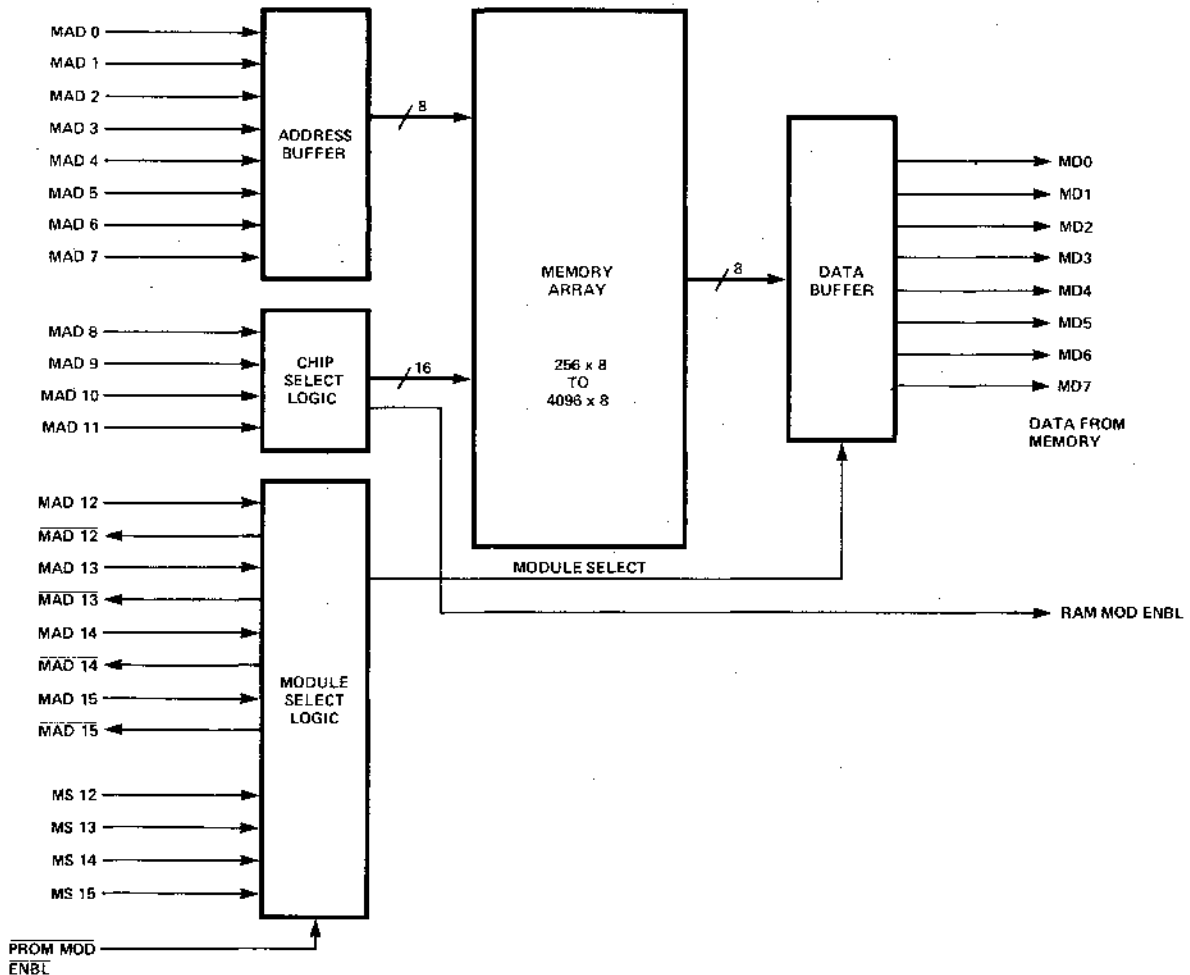 MAD 0
MAD 1
MAD 2
MAD 3
MAD 4
MAD 5
MAD 6
MAD 7
ADDRESS
BUFFER
8
MAD 8
MAD 9
MAD 10
MAD 11
CHIP
SELECT
LOGIC
16
MEMORY
ARRAY
256 x 8
TO
4096 x 8
8
DATA
BUFFER
MD0
MD1
MD2
MD3
MD4
MD5
MD6
MD7
DATA FROM
MEMORY
MAD 12
MAD 12
MAD 13
MAD 13
MAD 14
MAD 14
MAD 15
MAD 15
MS 12
MS 13
MS 14
MS 15
MODULE
SELECT
LOGIC
MODULE SELECT
RAM MOD ENBL
PROM MOD
ENBL